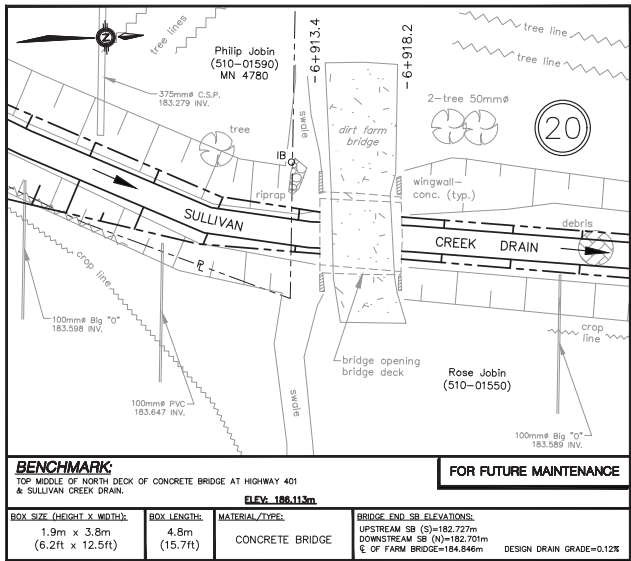 tree lines
Z
Philip Jobin
(510-01590)
MN 4780
6+913.4
6+918.2
tree line
tree line
375mmø C.S.P.
183.279 INV.
swale
dirt farm
bridge
2-tree 50mmø
20
tree
IB
riprap
wingwall-
conc. (typ.)
SULLIVAN
CREEK DRAIN
debris
crop line
100mmø Big "O"
183.598 INV.
100mmø PVC
183.647 INV.
swale
bridge opening
bridge deck
Rose Jobin
(510-01550)
crop
line
100mmø Big "O"
183.589 INV.
BENCHMARK:
TOP MIDDLE OF NORTH DECK OF CONCRETE BRIDGE AT HIGHWAY 401
& SULLIVAN CREEK DRAIN.
ELEV: 186.113m
FOR FUTURE MAINTENANCE
BOX SIZE (HEIGHT X WIDTH):
1.9m x 3.8m
(6.2ft x 12.5ft)
BOX LENGTH:
4.8m
(15.7ft)
MATERIAL/TYPE:
CONCRETE BRIDGE
BRIDGE END SB ELEVATIONS:
UPSTREAM SB (S)=182.727m
DOWNSTREAM SB (N)=182.701m
℄ OF FARM BRIDGE=184.846m DESIGN DRAIN GRADE=0.12%